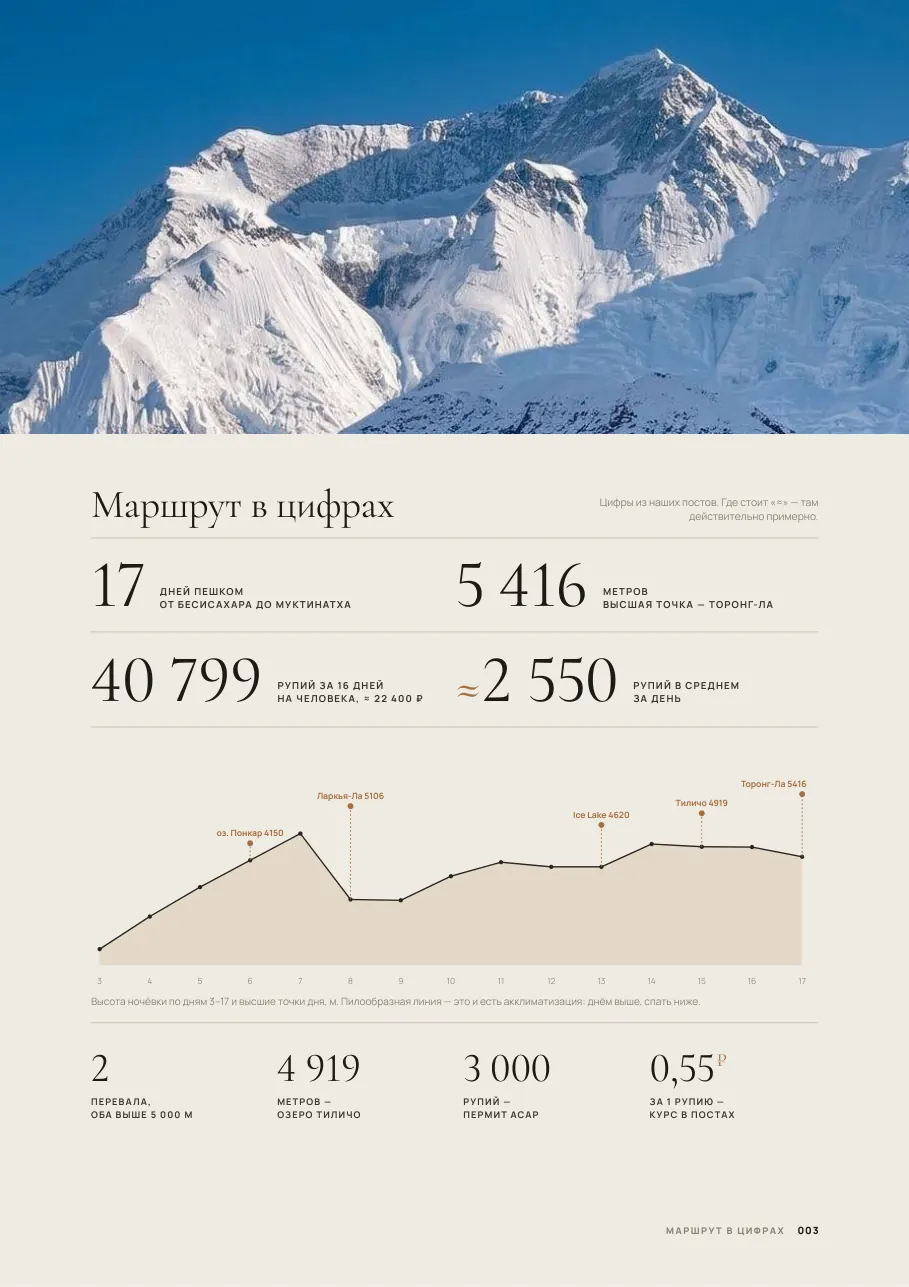 Маршрут в цифрах
Цифры из наших постов. Где стоит «≈» — там
действительно примерно.
17
ДНЕЙ ПЕШКОМ
ОТ БЕСИСАХАРА ДО МУКТИНАТХА
5 416
МЕТРОВ
ВЫСШАЯ ТОЧКА — ТОРОНГ-ЛА
40 799
РУПИЙ ЗА 16 ДНЕЙ
НА ЧЕЛОВЕКА, ≈ 22 400 ₽
≈2 550
РУПИЙ В СРЕДНЕМ
ЗА ДЕНЬ
оз. Понкар 4150
Ларкья-Ла 5106
Ice Lake 4620
Тиличо 4919
Торонг-Ла 5416
3 4 5 6 7 8 9 10 11 12 13 14 15 16 17
Высота ночёвки по дням 3–17 и высшие точки дня, м. Пилообразная линия — это и есть акклиматизация: днём выше, спать ниже.
2
ПЕРЕВАЛА,
ОБА ВЫШЕ 5 000 М
4 919
МЕТРОВ —
ОЗЕРО ТИЛИЧО
3 000
РУПИЙ —
ПЕРМИТ ACAP
0,55₽
ЗА 1 РУПИЮ —
КУРС В ПОСТАХ
МАРШРУТ В ЦИФРАХ 003